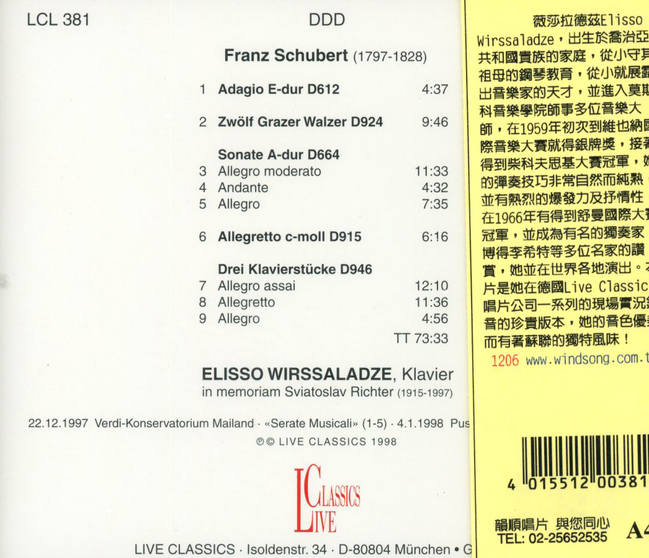 LCL 381
DDD
Franz Schubert (1797-1828)
1 Adagio E-dur D612 4:37
2 Zwölf Grazer Walzer D924 9:46
Sonate A-dur D664
3 Allegro moderato 11:33
4 Andante 4:32
5 Allegro 7:35
6 Allegretto c-moll D915 6:16
Drei Klavierstücke D946
7 Allegro assai 12:10
8 Allegretto 11:36
9 Allegro 4:56
TT 73:33
ELISSO WIRSSALADZE, Klavier
in memoriam Sviatoslav Richter (1915-1997)
22.12.1997 Verdi-Konservatorium Mailand · «Serate Musicali» (1-5) · 4.1.1998 Pus
℗© LIVE CLASSICS 1998
LIVE CLASSICS
LIVE CLASSICS · Isoldenstr. 34 · D-80804 München • G
薇莎拉德茲Elisso
Wirssaladze，出生於喬治亞
共和國貴族的家庭，從小守其
祖母的鋼琴教育，從小就展露
出音樂家的天才，並進入莫斯
科音樂學院師事多位音樂大
師，在1959年初次到維也納國
際音樂大賽就得銀牌獎，接著
得到柴科夫思基大賽冠軍，她
的彈奏技巧非常自然而純熟，
並有熱烈的爆發力及抒情性
在1966年有得到舒曼國際大賽
冠軍，並成為有名的獨奏家
博得李希特等多位名家的讚
賞，她並在世界各地演出。本
片是她在德國Live Classic
唱片公司一系列的現場實況錄
音的珍貴版本，她的音色優美
而有著蘇聯的獨特風味！
1206 www.windsong.com.t
4 015512 00381
韻順唱片 與您同心
TEL: 02-25652535
A4